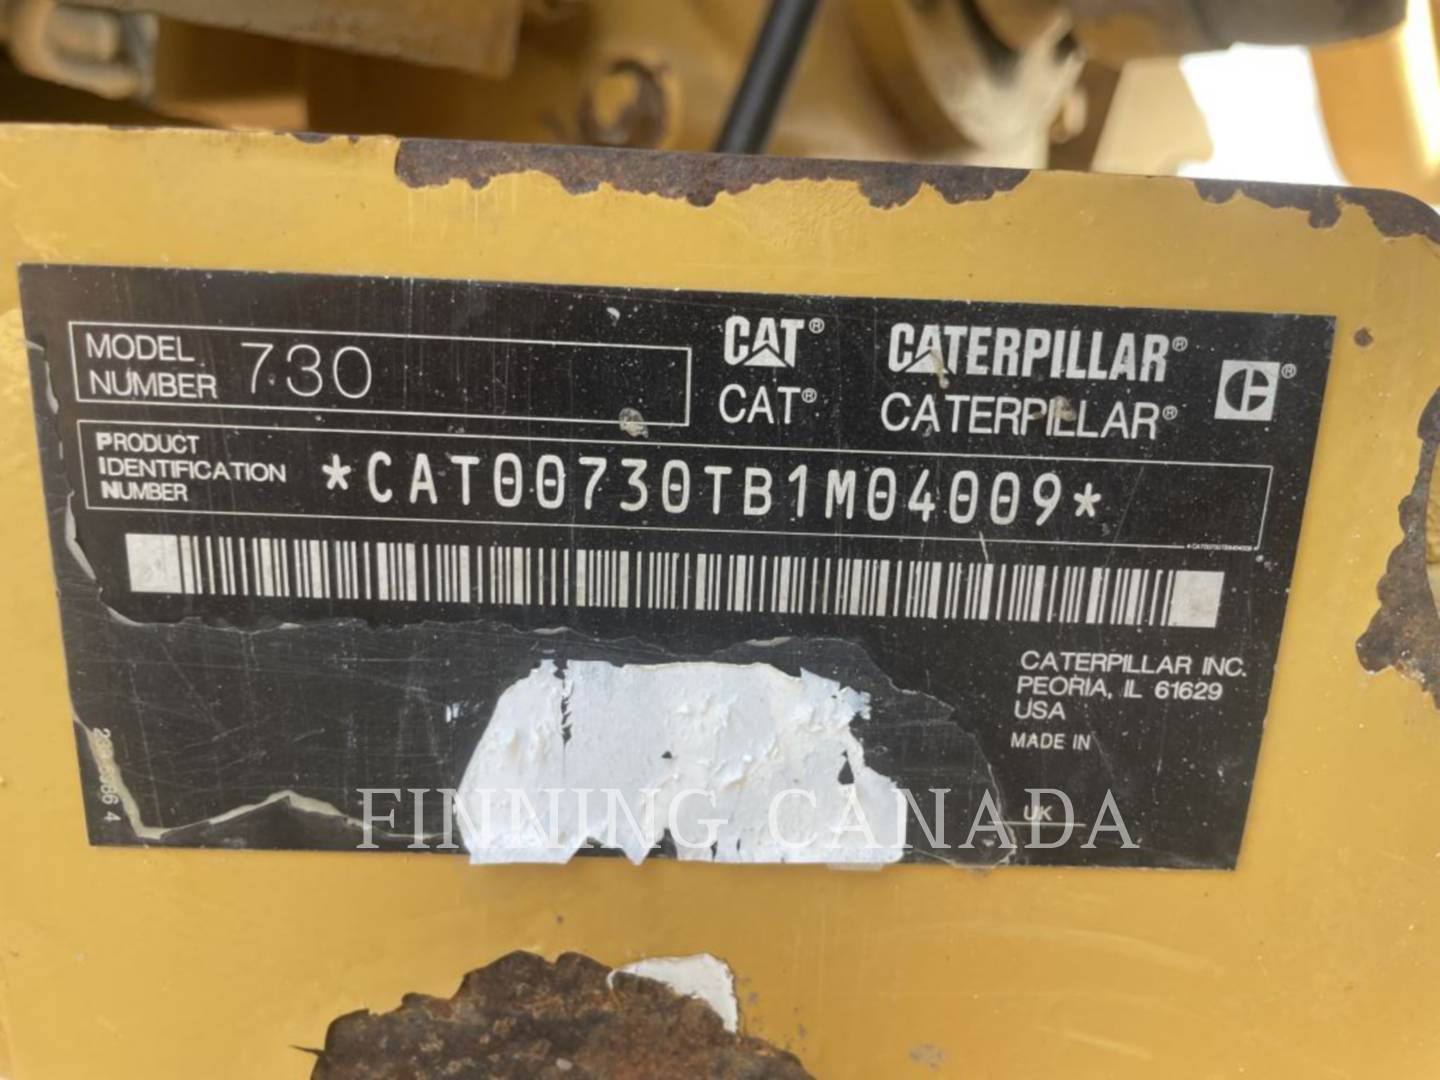 MODEL
NUMBER 730
CAT® CATERPILLAR®
CAT® CATERPILLAR®
PRODUCT
IDENTIFICATION
NUMBER
*CAT00730TB1M04009*
CATERPILLAR INC.
PEORIA, IL 61629
USA
MADE IN
UK
FINNING CANADA